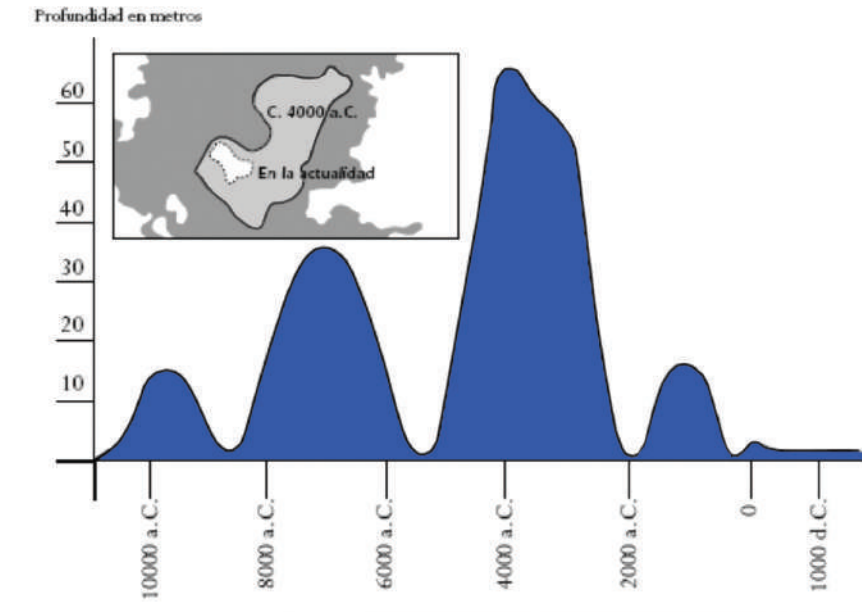 Profundidad en metros
60
50
40
30
20
10
C. 4000 a.C.
En la actualidad
10000 a. C.
8000 a. C.
6000 a. C.
4000 a. C.
2000 a. C.
0
1000 d. C.